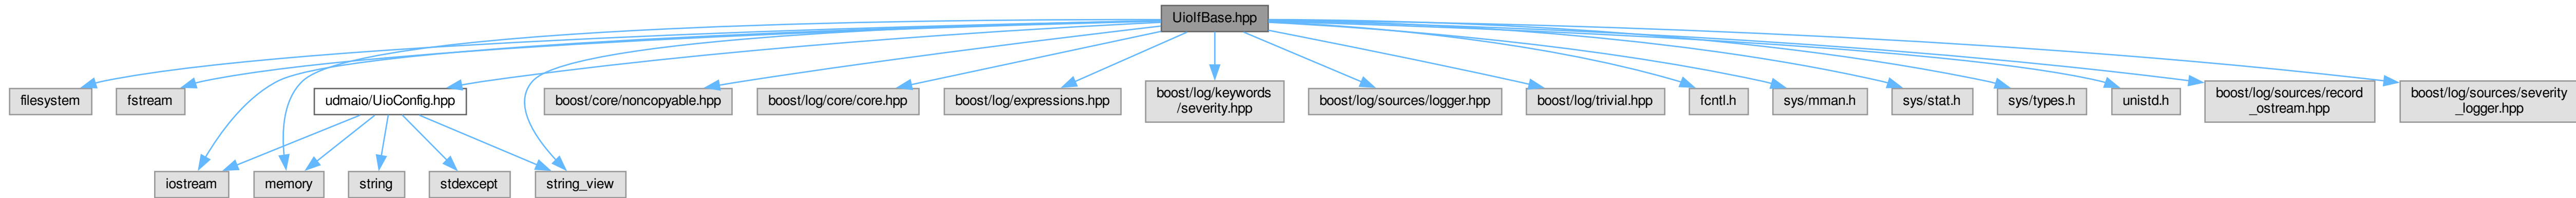 UioIfBase.hpp
filesystem
fstream
udmaio/UioConfig.hpp
boost/core/noncopyable.hpp
boost/log/core/core.hpp
boost/log/expressions.hpp
boost/log/keywords
/severity.hpp
boost/log/sources/logger.hpp
boost/log/trivial.hpp
fcntl.h
sys/mman.h
sys/stat.h
sys/types.h
unistd.h
boost/log/sources/record
_ostream.hpp
boost/log/sources/severity
_logger.hpp
iostream
memory
string
stdexcept
string_view